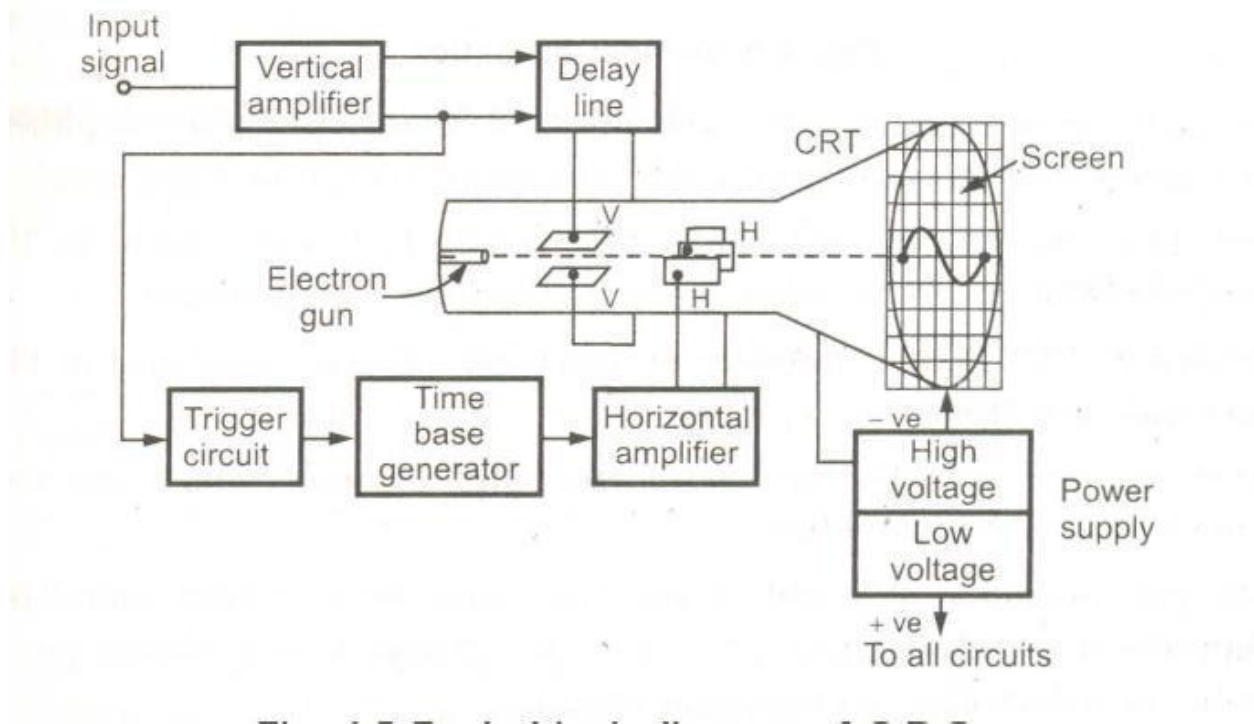 Input
signal
Vertical
amplifier
Delay
line
CRT
Screen
V
H
Electron
gun
V
H
Trigger
circuit
Time
base
generator
Horizontal
amplifier
– ve
High
voltage
Power
supply
Low
voltage
+ ve
To all circuits